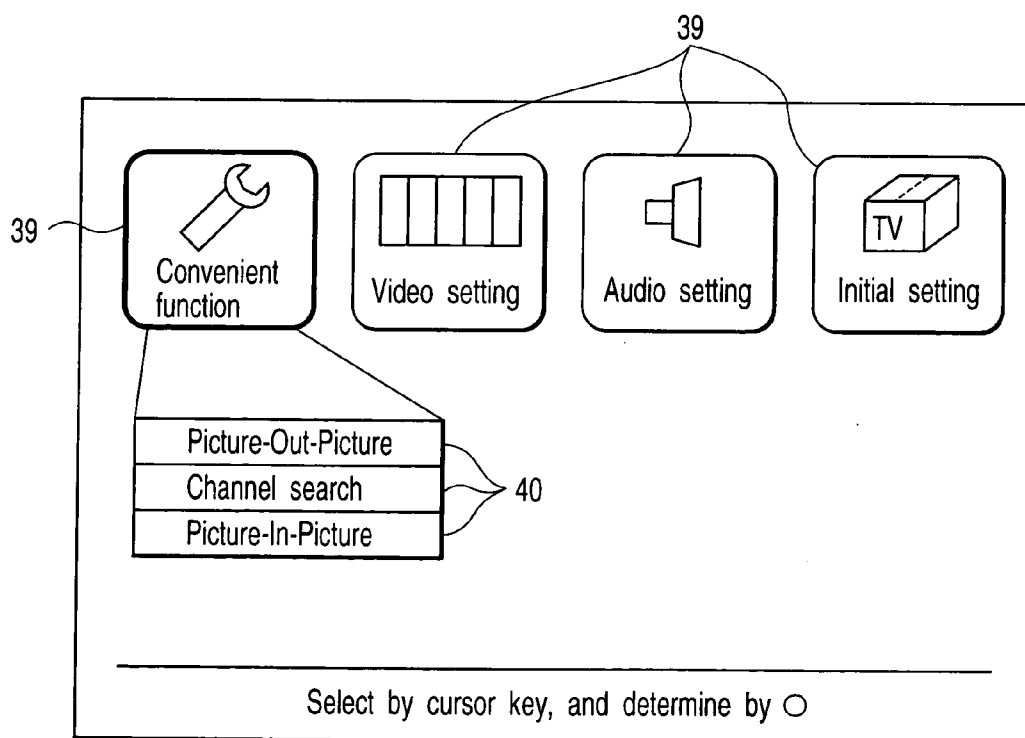 39
39
Convenient
function
Video setting
Audio setting
TV
Initial setting
Picture-Out-Picture
Channel search
40
Picture-In-Picture
Select by cursor key, and determine by ○